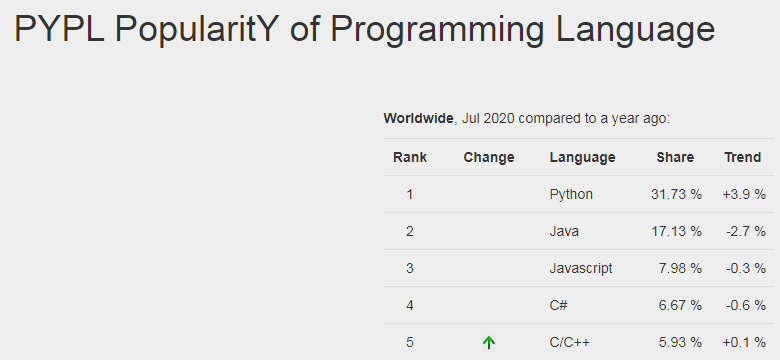 PYPL PopularitY of Programming Language
Worldwide, Jul 2020 compared to a year ago:
Rank Change Language Share Trend
1 Python 31.73 % +3.9 %
2 Java 17.13 % -2.7 %
3 Javascript 7.98 % -0.3 %
4 C# 6.67 % -0.6 %
5 C/C++ 5.93 % +0.1 %